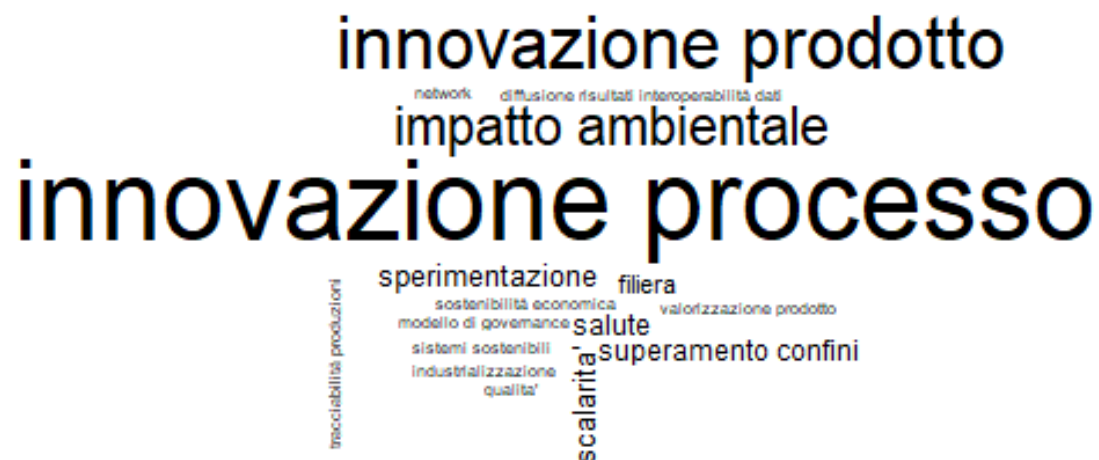 innovazione prodotto
network
diffusione risultati interoperabilità dati
impatto ambientale
innovazione processo
sperimentazione
filiera
sostenibilità economica
valorizzazione prodotto
modello di governance
salute
sistemi sostenibili
superamento confini
industrializzazione
qualita'
scalarita'
tracciabilità produzioni